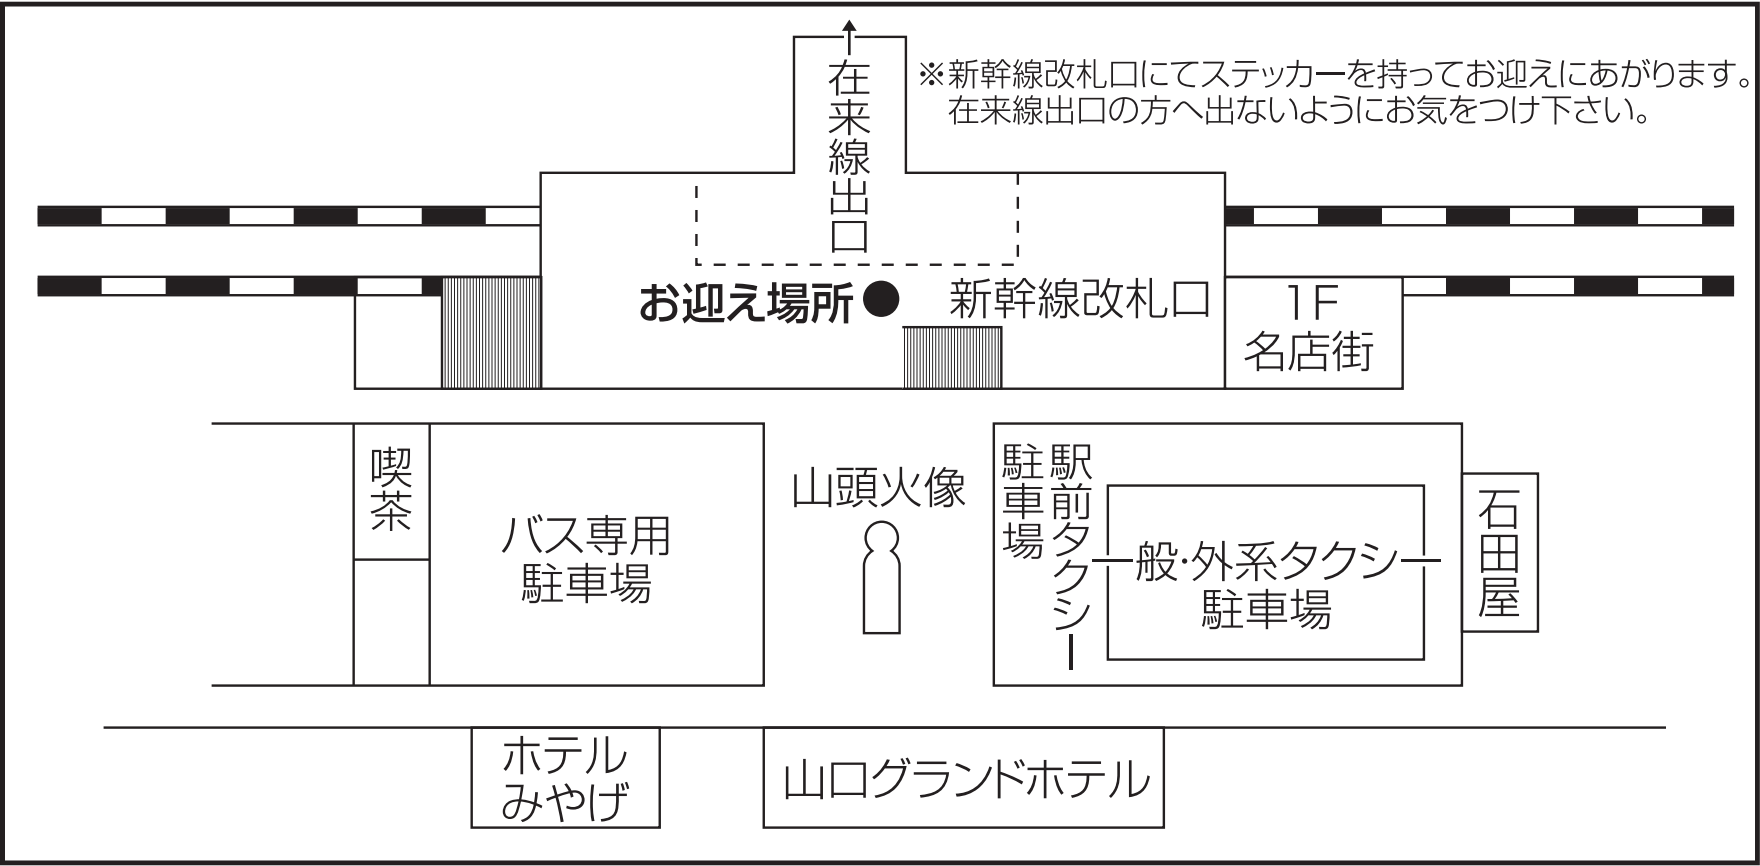 在来線出口
※新幹線改札口にてステッカーを持ってお迎えにあがります。
在来線出口の方へ出ないようにお気をつけ下さい。
お迎え場所
新幹線改札口
1F
名店街
喫茶
バス専用
駐車場
山頭火像
駅前タクシー
駐車場
一般・外系タクシー
駐車場
石田屋
ホテル
みやげ
山口グランドホテル